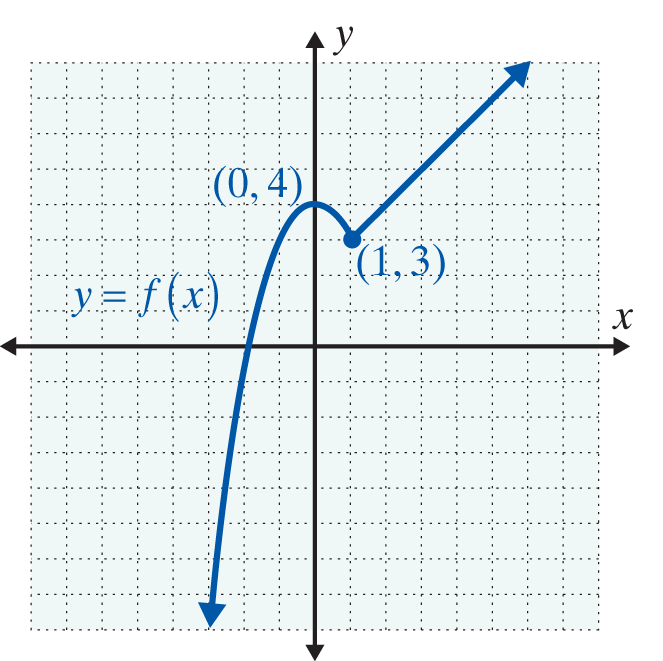 y
(0, 4)
(1, 3)
y = f(x)
x